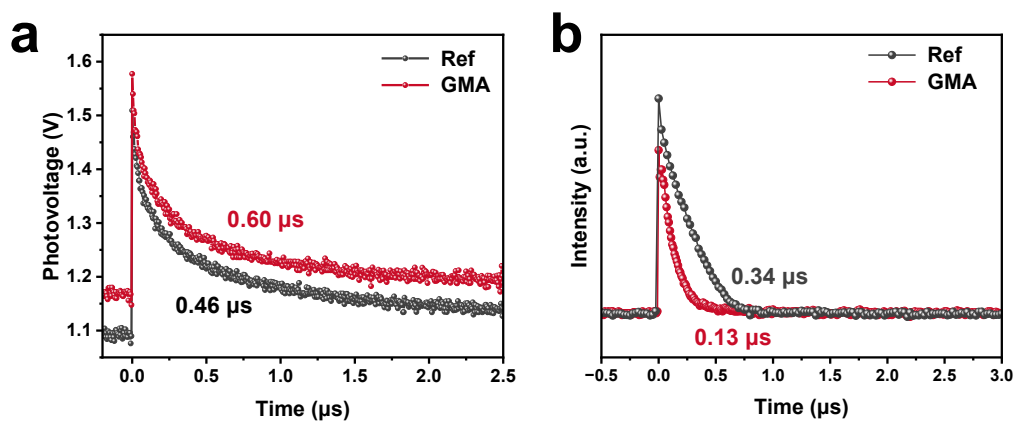 a
Ref
GMA
Photovoltage (V)
1.6
1.5
1.4
1.3
1.2
1.1
0.60 µs
0.46 µs
0.0
0.5
1.0
1.5
2.0
2.5
Time (µs)
b
Ref
GMA
Intensity (a.u.)
0.34 µs
0.13 µs
−0.5
0.0
0.5
1.0
1.5
2.0
2.5
3.0
Time (µs)